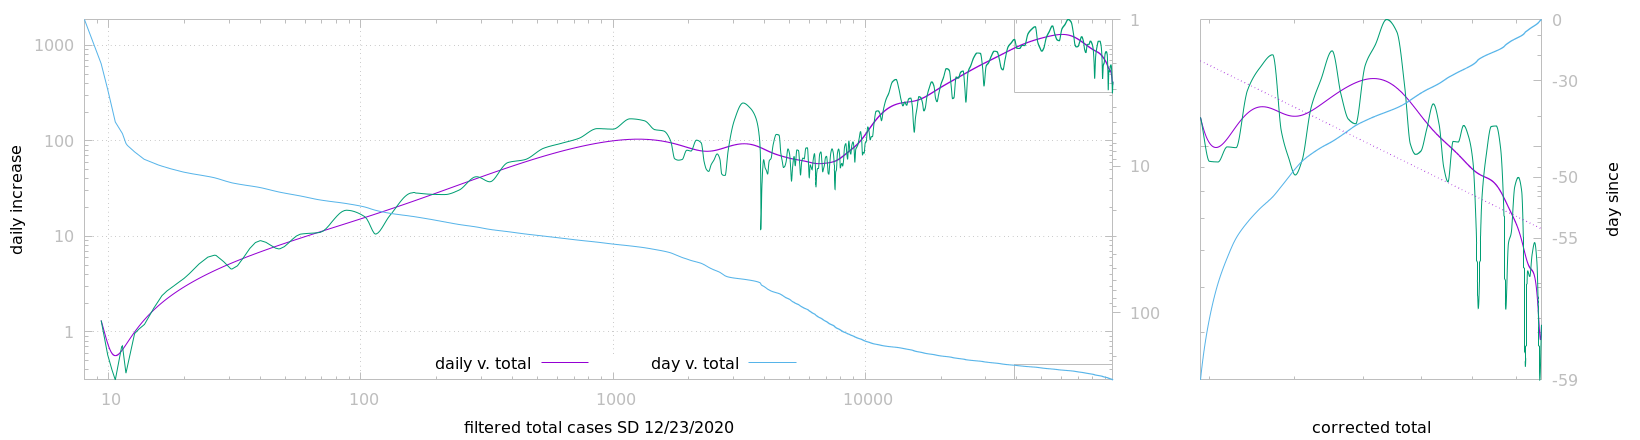 1000
100
10
1
daily increase
10
100
1000
10000
filtered total cases SD 12/23/2020
daily v. total
day v. total
1
10
100
0
-30
-50
-55
-59
day since
corrected total